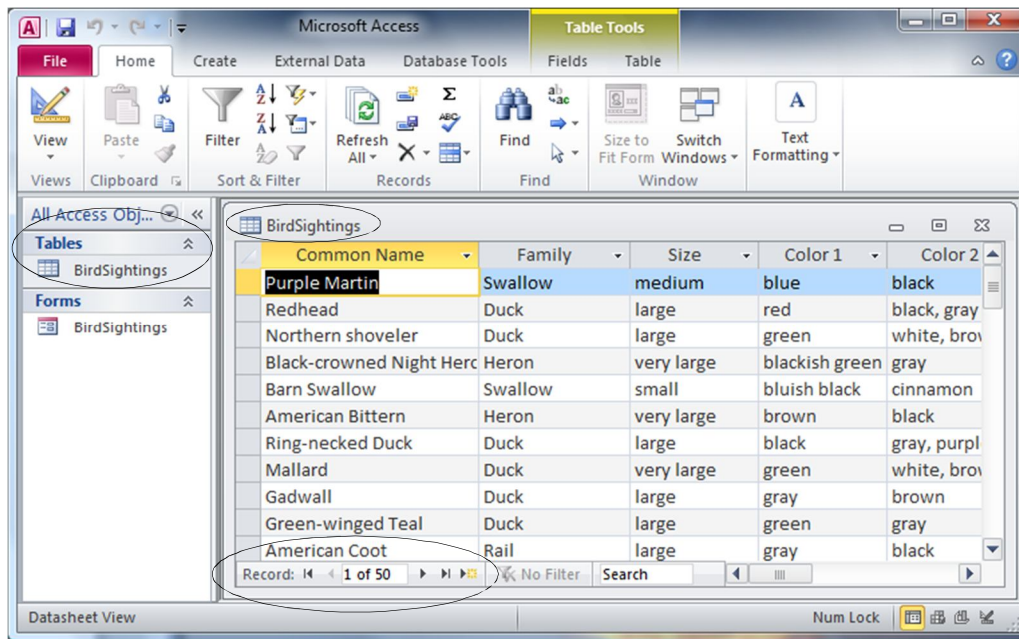 Microsoft Access
Table Tools
File Home Create External Data Database Tools Fields Table
View Paste Filter Refresh All Find Size to Fit Form Switch Windows Text Formatting
Views Clipboard Sort & Filter Records Find Window
All Access Obj...
Tables
BirdSightings
Forms
BirdSightings
BirdSightings
Common Name Family Size Color 1 Color 2
Purple Martin Swallow medium blue black
Redhead Duck large red black, gray
Northern shoveler Duck large green white, brov
Black-crowned Night Herc Heron very large blackish green gray
Barn Swallow Swallow small bluish black cinnamon
American Bittern Heron very large brown black
Ring-necked Duck Duck large black gray, purpl
Mallard Duck very large green white, brov
Gadwall Duck large gray brown
Green-winged Teal Duck large green gray
American Coot Rail large gray black
Record: 1 of 50 No Filter Search
Datasheet View Num Lock